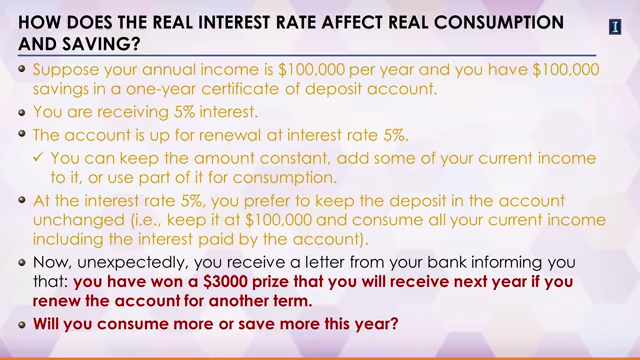 HOW DOES THE REAL INTEREST RATE AFFECT REAL CONSUMPTION
AND SAVING?
I
Suppose your annual income is $100,000 per year and you have $100,000
savings in a one-year certificate of deposit account.
You are receiving 5% interest.
The account is up for renewal at interest rate 5%.
✓ You can keep the amount constant, add some of your current income
to it, or use part of it for consumption.
At the interest rate 5%, you prefer to keep the deposit in the account
unchanged (i.e., keep it at $100,000 and consume all your current income
including the interest paid by the account).
Now, unexpectedly, you receive a letter from your bank informing you
that: you have won a $3000 prize that you will receive next year if you
renew the account for another term.
Will you consume more or save more this year?